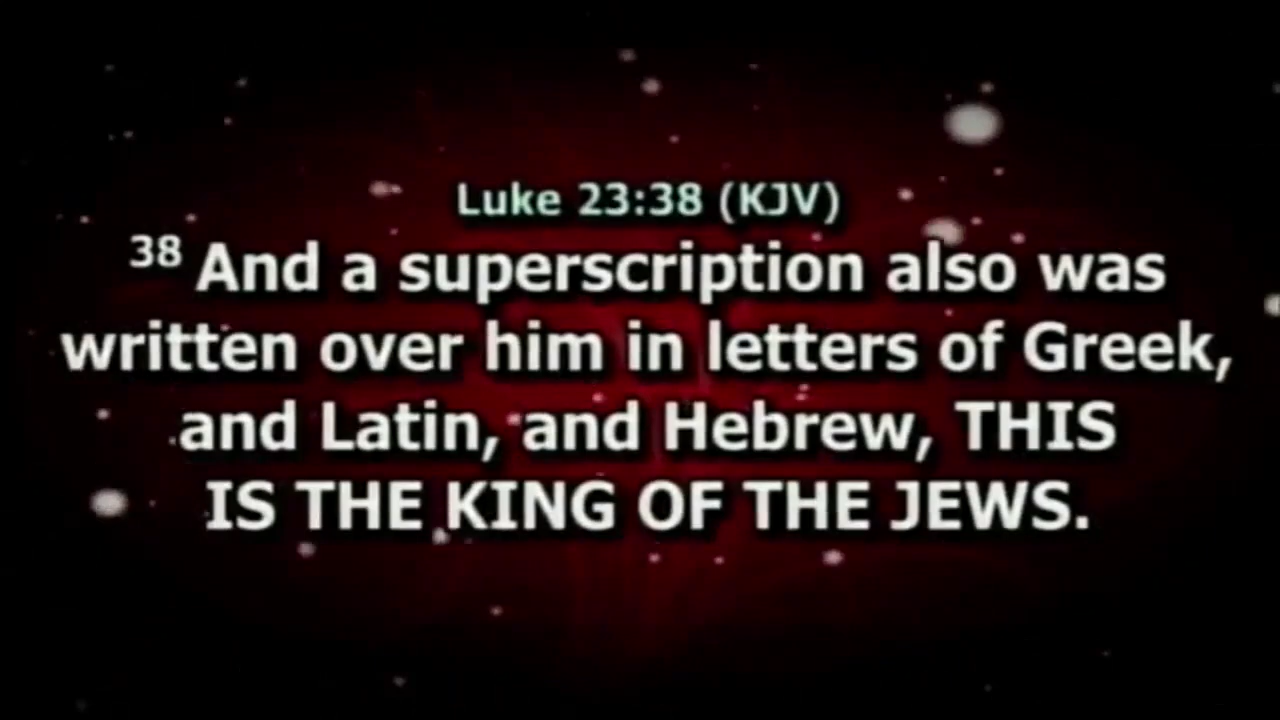 Luke 23:38 (KJV)
38 And a superscription also was
written over him in letters of Greek,
and Latin, and Hebrew, THIS
IS THE KING OF THE JEWS.